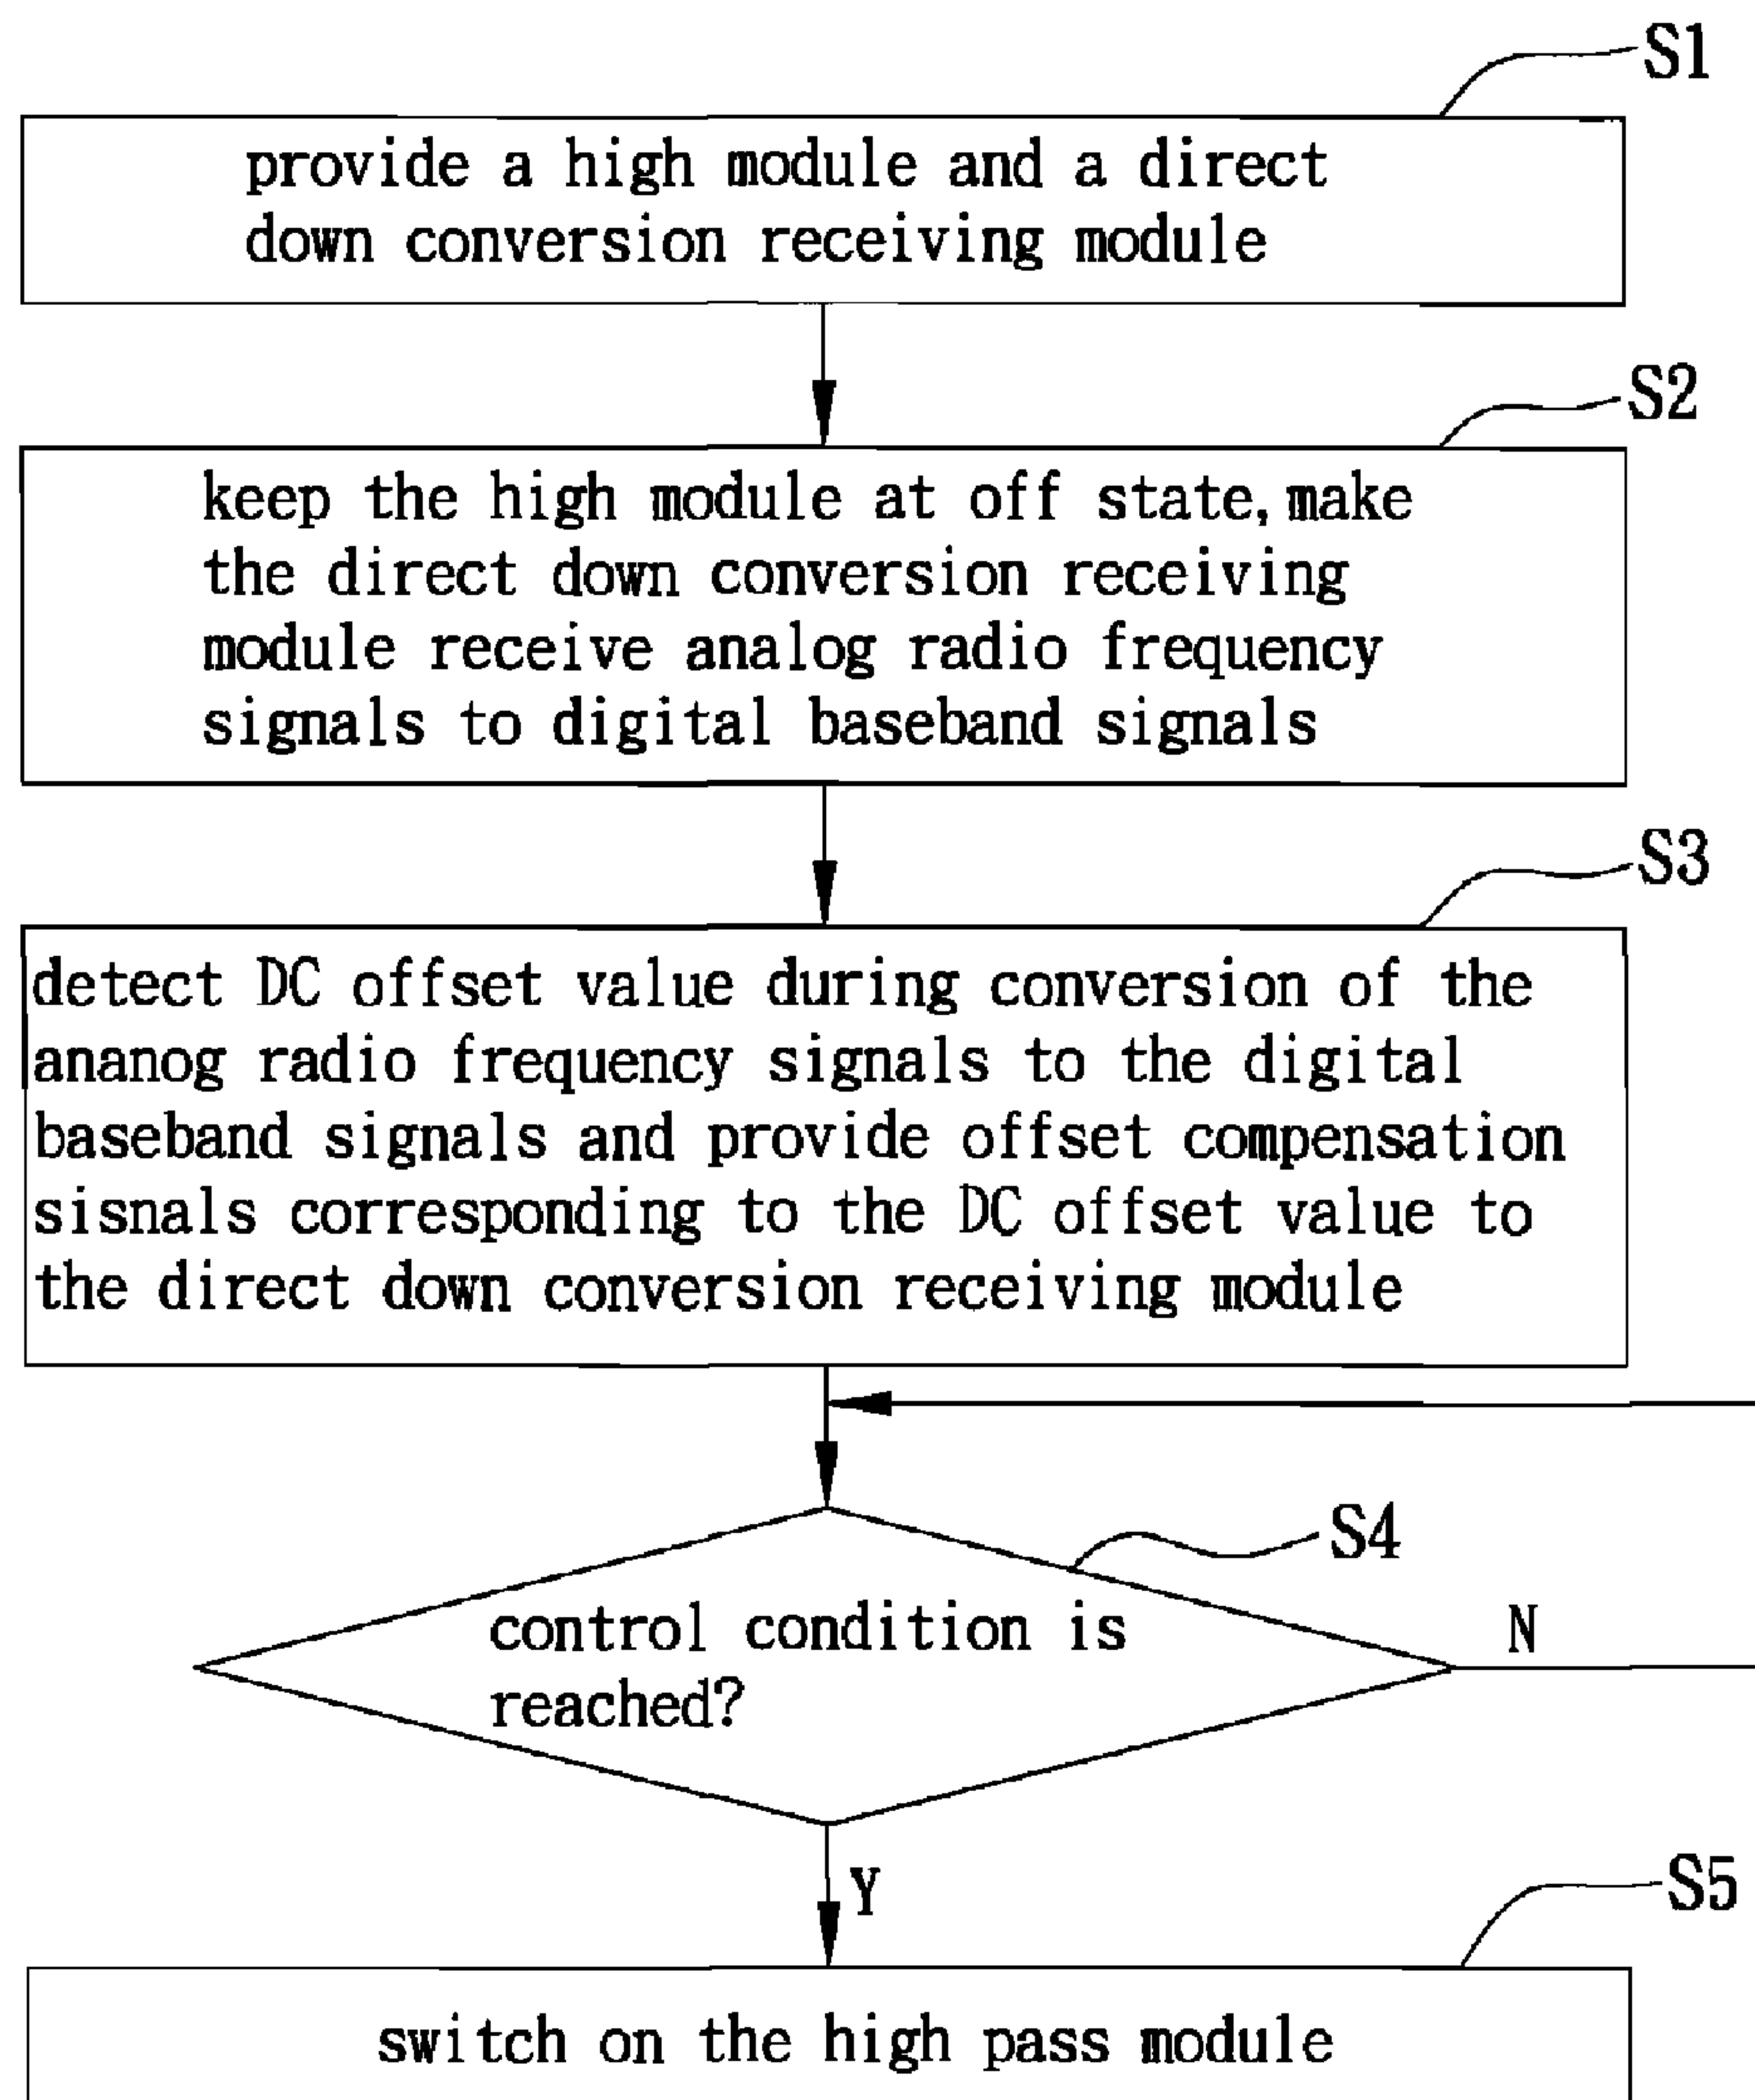 S1
provide a high module and a direct
down conversion receiving module
S2
keep the high module at off state, make
the direct down conversion receiving
module receive analog radio frequency
signals to digital baseband signals
S3
detect DC offset value during conversion of the
ananog radio frequency signals to the digital
baseband signals and provide offset compensation
sisnals corresponding to the DC offset value to
the direct down conversion receiving module
S4
control condition is
reached?
N
Y
S5
switch on the high pass module